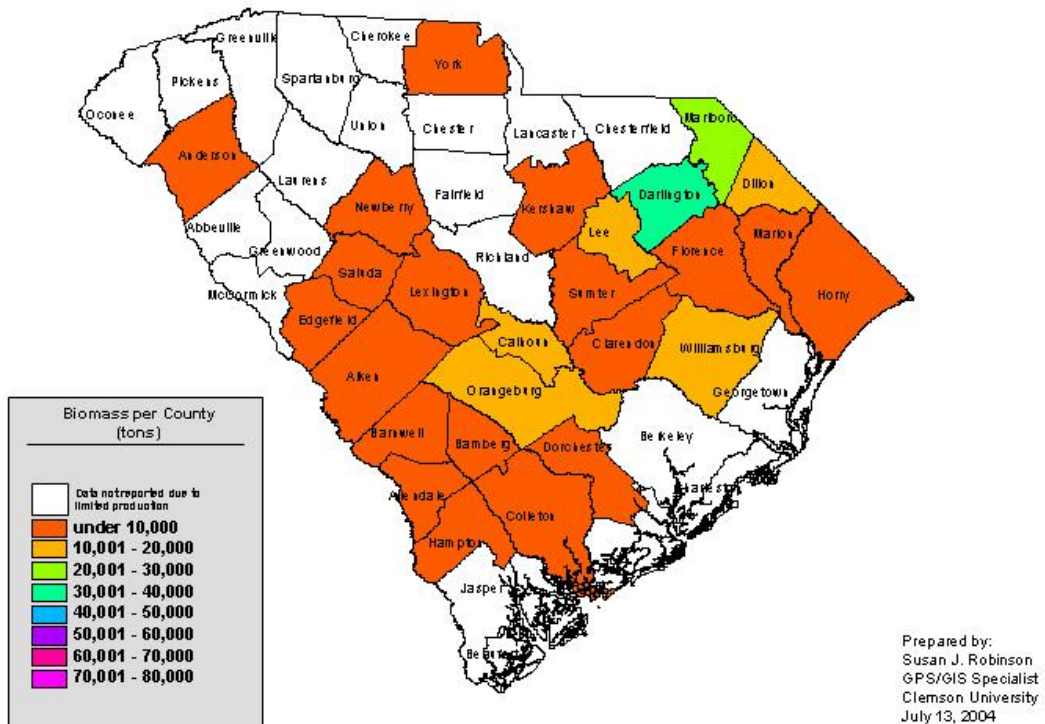 Cherokee
Greenville
York
Pickens
Spartanburg
Oconee
Marlboro
Union
Chester
Lancaster
Chesterfield
Anderson
Laurens
Dillon
Darlington
Fairfield
Newberry
Kershaw
Abbeville
Lee
Greenwood
Richland
Florence
Marion
Saluda
McCormick
Lexington
Sumter
Horry
Edgefield
Calhoun
Clarendon
Williamsburg
Aiken
Orangeburg
Georgetown
Barnwell
Bamberg
Dorchester
Berkeley
Charleston
Allendale
Colleton
Hampton
Jasper
Beaufort
Biomass per County
(tons)
Data not reported due to
limited production
under 10,000
10,001 - 20,000
20,001 - 30,000
30,001 - 40,000
40,001 - 50,000
50,001 - 60,000
60,001 - 70,000
70,001 - 80,000
Prepared by:
Susan J. Robinson
GPS/GIS Specialist
Clemson University
July 13, 2004